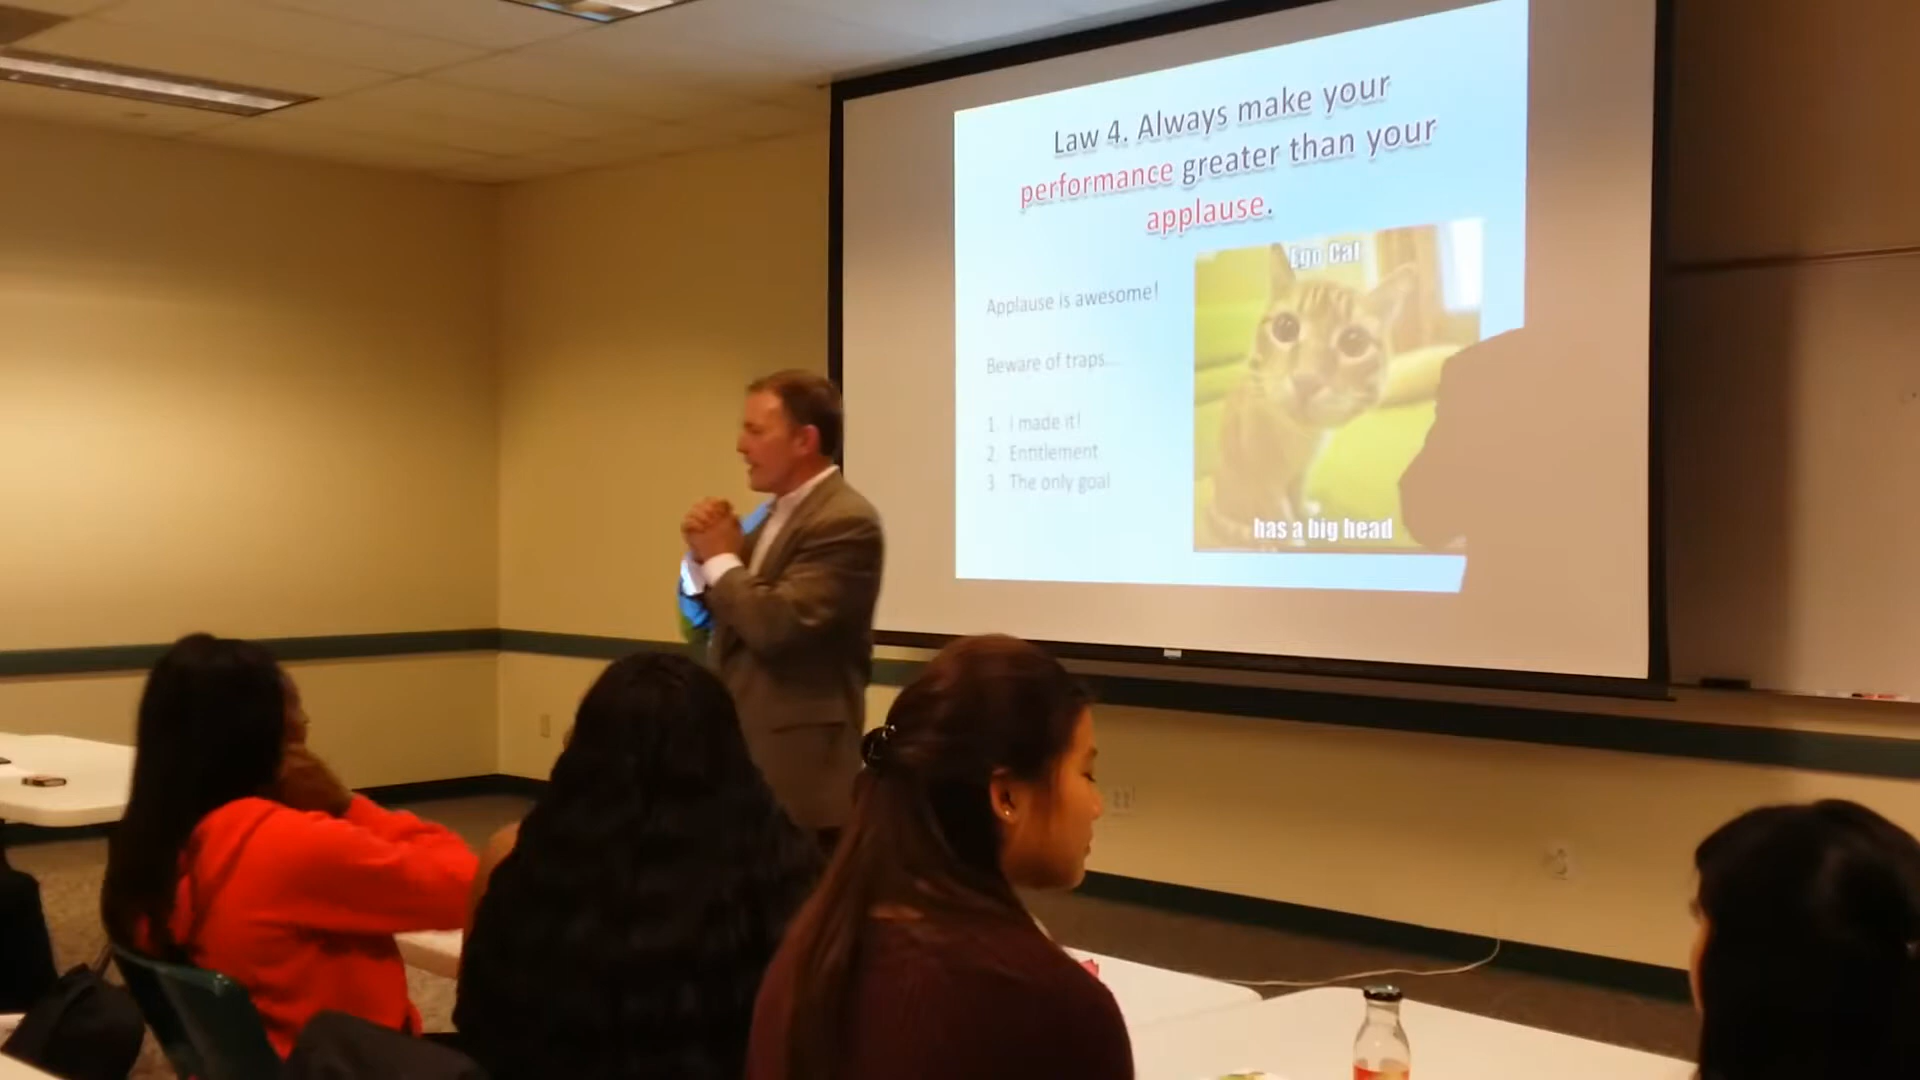 Law 4. Always make your
performance greater than your
applause.
Applause is awesome!
Beware of traps...
1. I made it!
2. Entitlement
3. The only goal
Ego Cat
has a big head